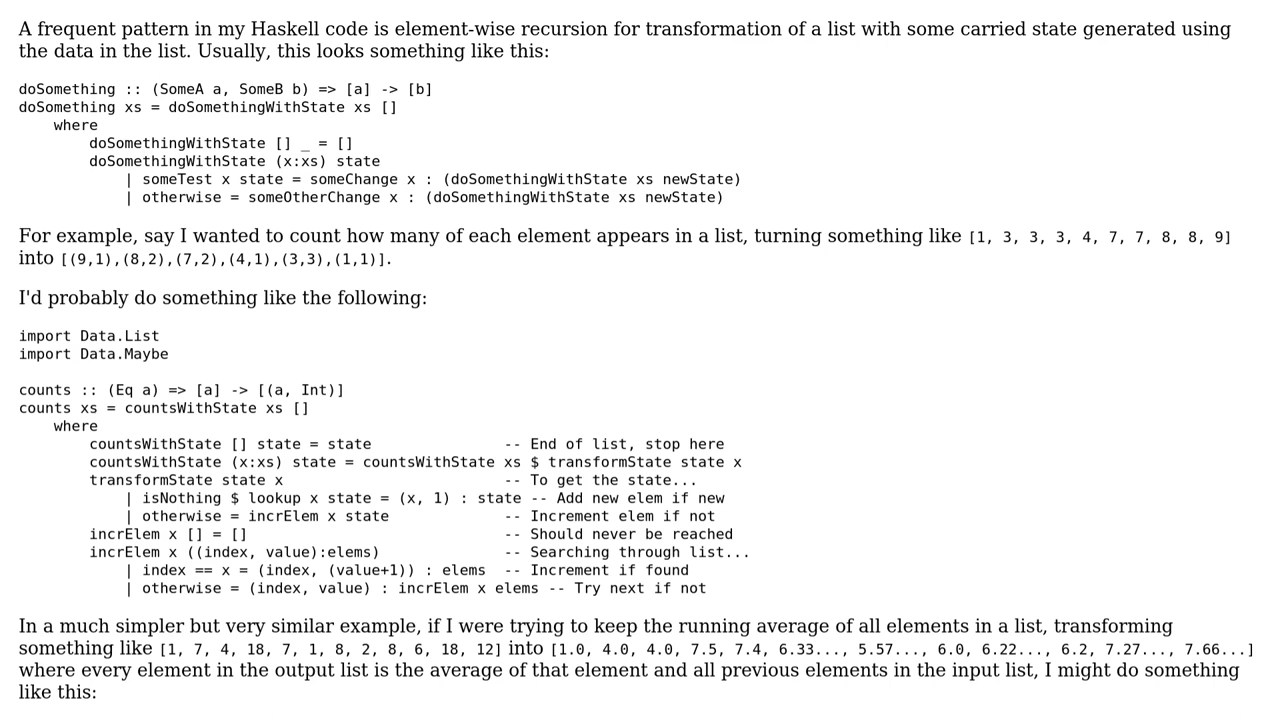 A frequent pattern in my Haskell code is element-wise recursion for transformation of a list with some carried state generated using
the data in the list. Usually, this looks something like this:
doSomething :: (SomeA a, SomeB b) => [a] -> [b]
doSomething xs = doSomethingWithState xs []
    where
        doSomethingWithState [] _ = []
        doSomethingWithState (x:xs) state
            | someTest x state = someChange x : (doSomethingWithState xs newState)
            | otherwise = someOtherChange x : (doSomethingWithState xs newState)
For example, say I wanted to count how many of each element appears in a list, turning something like [1, 3, 3, 3, 4, 7, 7, 8, 8, 9]
into [(9,1),(8,2),(7,2),(4,1),(3,3),(1,1)].
I'd probably do something like the following:
import Data.List
import Data.Maybe
counts :: (Eq a) => [a] -> [(a, Int)]
counts xs = countsWithState xs []
    where
        countsWithState [] state = state               -- End of list, stop here
        countsWithState (x:xs) state = countsWithState xs $ transformState state x
        transformState state x                         -- To get the state...
            | isNothing $ lookup x state = (x, 1) : state -- Add new elem if new
            | otherwise = incrElem x state             -- Increment elem if not
        incrElem x [] = []                             -- Should never be reached
        incrElem x ((index, value):elems)              -- Searching through list...
            | index == x = (index, (value+1)) : elems  -- Increment if found
            | otherwise = (index, value) : incrElem x elems -- Try next if not
In a much simpler but very similar example, if I were trying to keep the running average of all elements in a list, transforming
something like [1, 7, 4, 18, 7, 1, 8, 2, 8, 6, 18, 12] into [1.0, 4.0, 4.0, 7.5, 7.4, 6.33..., 5.57..., 6.0, 6.22..., 6.2, 7.27..., 7.66...]
where every element in the output list is the average of that element and all previous elements in the input list, I might do something
like this: